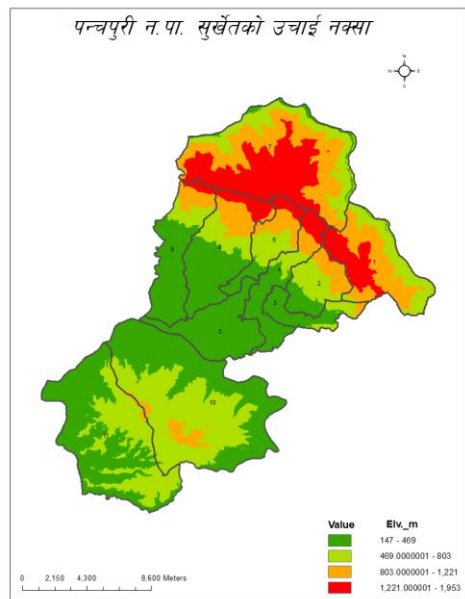 पन्चपुरी न.पा. सुर्खेतको उचाई नक्सा
N
W E
S
7
1
9
8
6
4
2
3
5
10
11
Value Elv._m
147 - 469
469.0000001 - 803
803.0000001 - 1,221
1,221.000001 - 1,953
0 2,150 4,300 8,600 Meters